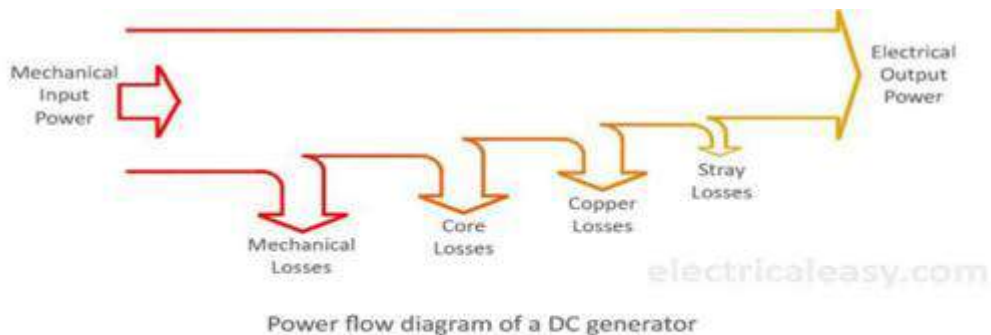 Mechanical
Input
Power
Electrical
Output
Power
Mechanical
Losses
Core
Losses
Copper
Losses
Stray
Losses
electricaleasy.com
Power flow diagram of a DC generator